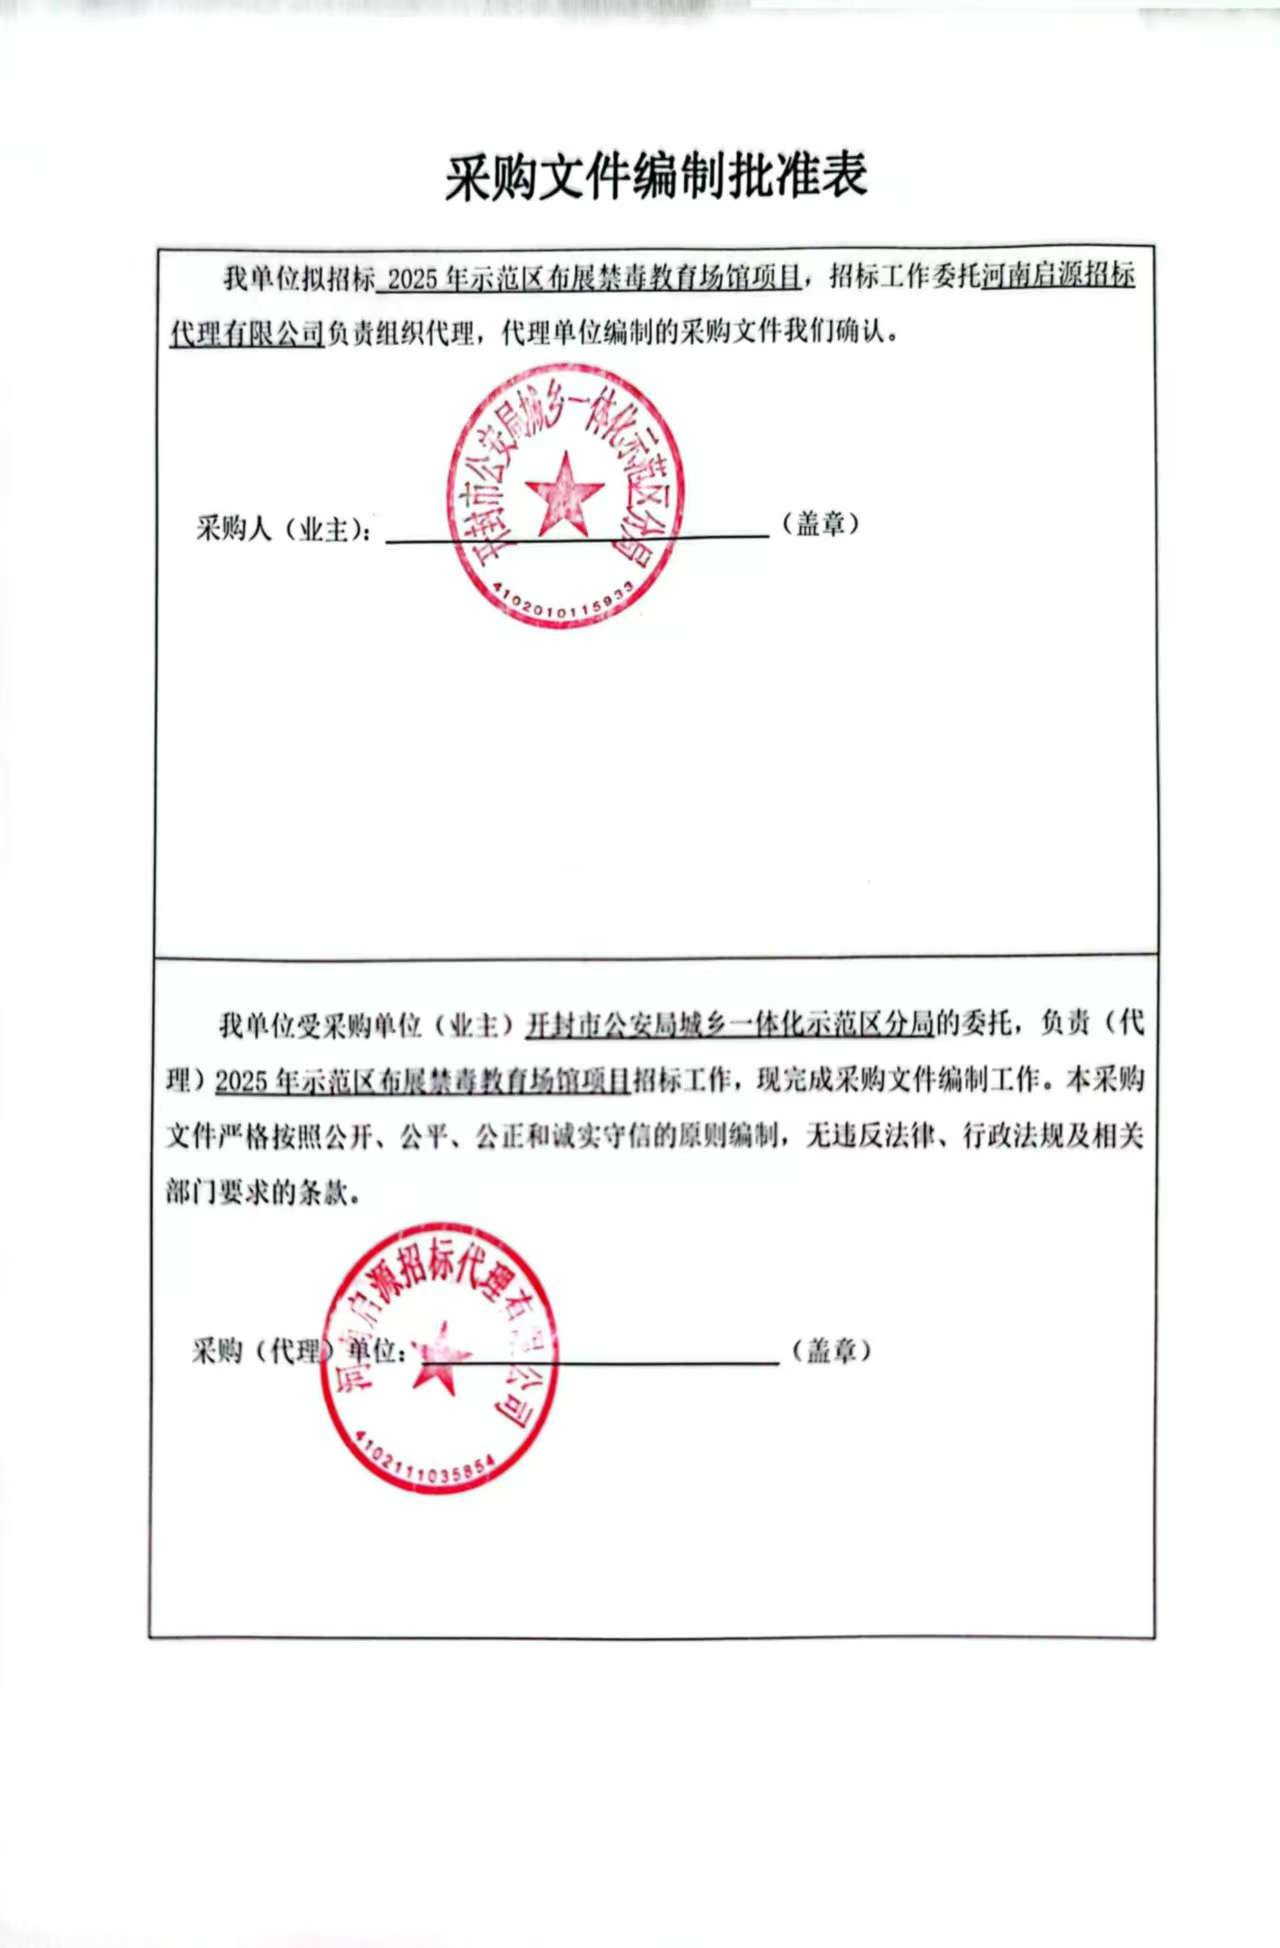 采购文件编制批准表
我单位拟招标 2025年示范区布展禁毒教育场馆项目，招标工作委托河南启源招标
代理有限公司负责组织代理，代理单位编制的采购文件我们确认。
开封市公安局城乡一体化示范区分局
采购人（业主）：（盖章）
4102010115933
我单位受采购单位（业主）开封市公安局城乡一体化示范区分局的委托，负责（代
理）2025年示范区布展禁毒教育场馆项目招标工作，现完成采购文件编制工作。本采购
文件严格按照公开、公平、公正和诚实守信的原则编制，无违反法律、行政法规及相关
部门要求的条款。
河南启源招标代理有限公司
采购（代理）单位：（盖章）
4102111035854